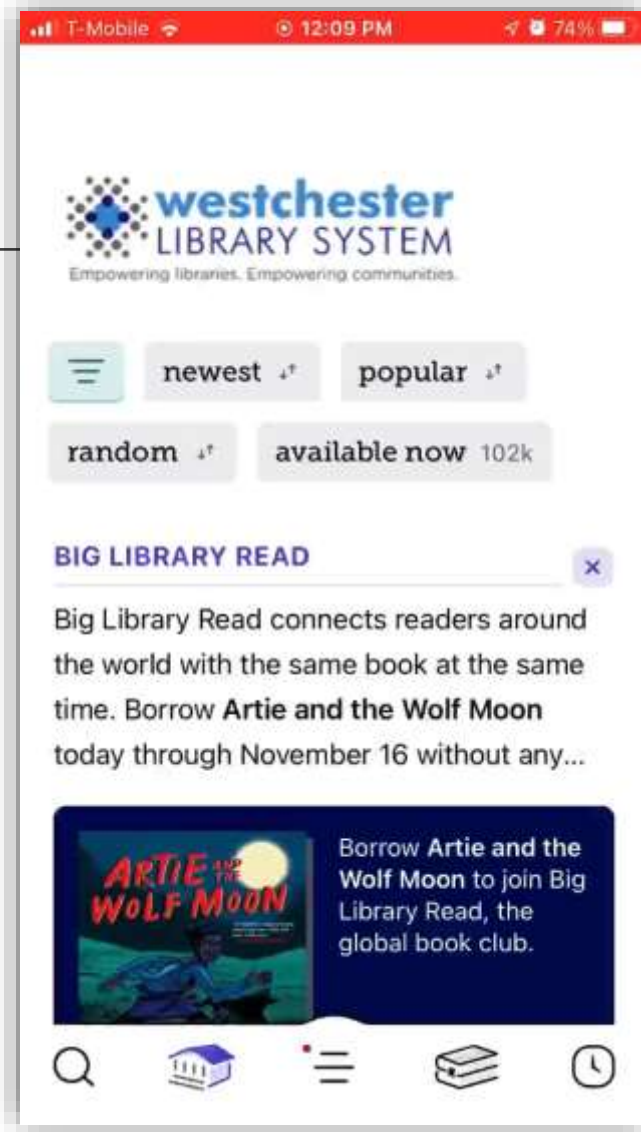 T-Mobile 12:09 PM 74%
westchester
LIBRARY SYSTEM
Empowering libraries. Empowering communities.
newest popular
random available now 102k
BIG LIBRARY READ
Big Library Read connects readers around
the world with the same book at the same
time. Borrow Artie and the Wolf Moon
today through November 16 without any...
ARTIE AND THE
WOLF MOON
Borrow Artie and the
Wolf Moon to join Big
Library Read, the
global book club.